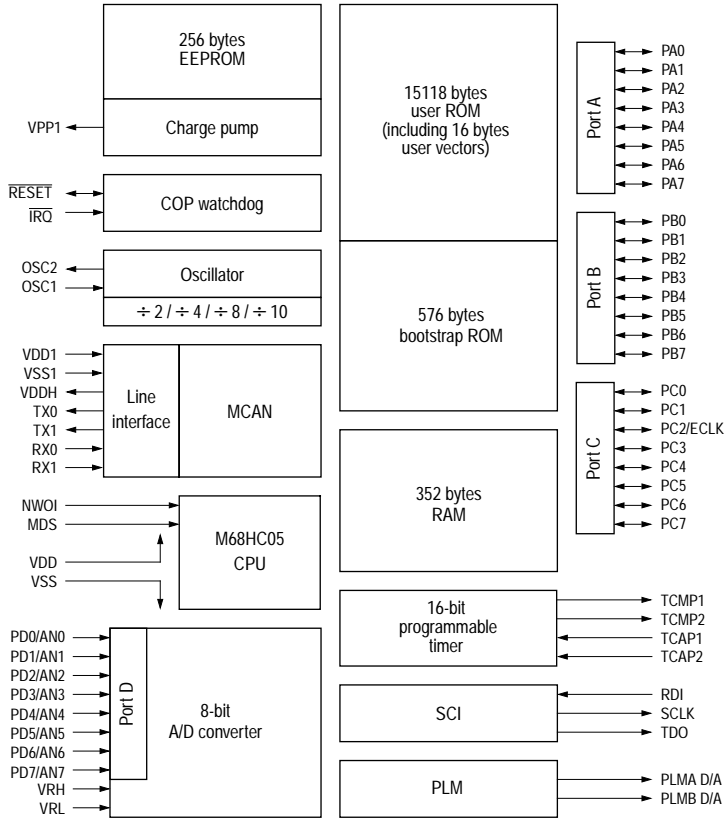 256 bytes
EEPROM
Charge pump
VPP1
RESET
IRQ
COP watchdog
OSC2
OSC1
Oscillator
÷ 2 / ÷ 4 / ÷ 8 / ÷ 10
VDD1
VSS1
VDDH
TX0
TX1
RX0
RX1
Line
interface
MCAN
NWOI
MDS
VDD
VSS
M68HC05
CPU
PD0/AN0
PD1/AN1
PD2/AN2
PD3/AN3
PD4/AN4
PD5/AN5
PD6/AN6
PD7/AN7
VRH
VRL
Port D
8-bit
A/D converter
15118 bytes
user ROM
(including 16 bytes
user vectors)
576 bytes
bootstrap ROM
352 bytes
RAM
16-bit
programmable
timer
SCI
PLM
Port A
PA0
PA1
PA2
PA3
PA4
PA5
PA6
PA7
Port B
PB0
PB1
PB2
PB3
PB4
PB5
PB6
PB7
Port C
PC0
PC1
PC2/ECLK
PC3
PC4
PC5
PC6
PC7
TCMP1
TCMP2
TCAP1
TCAP2
RDI
SCLK
TDO
PLMA D/A
PLMB D/A